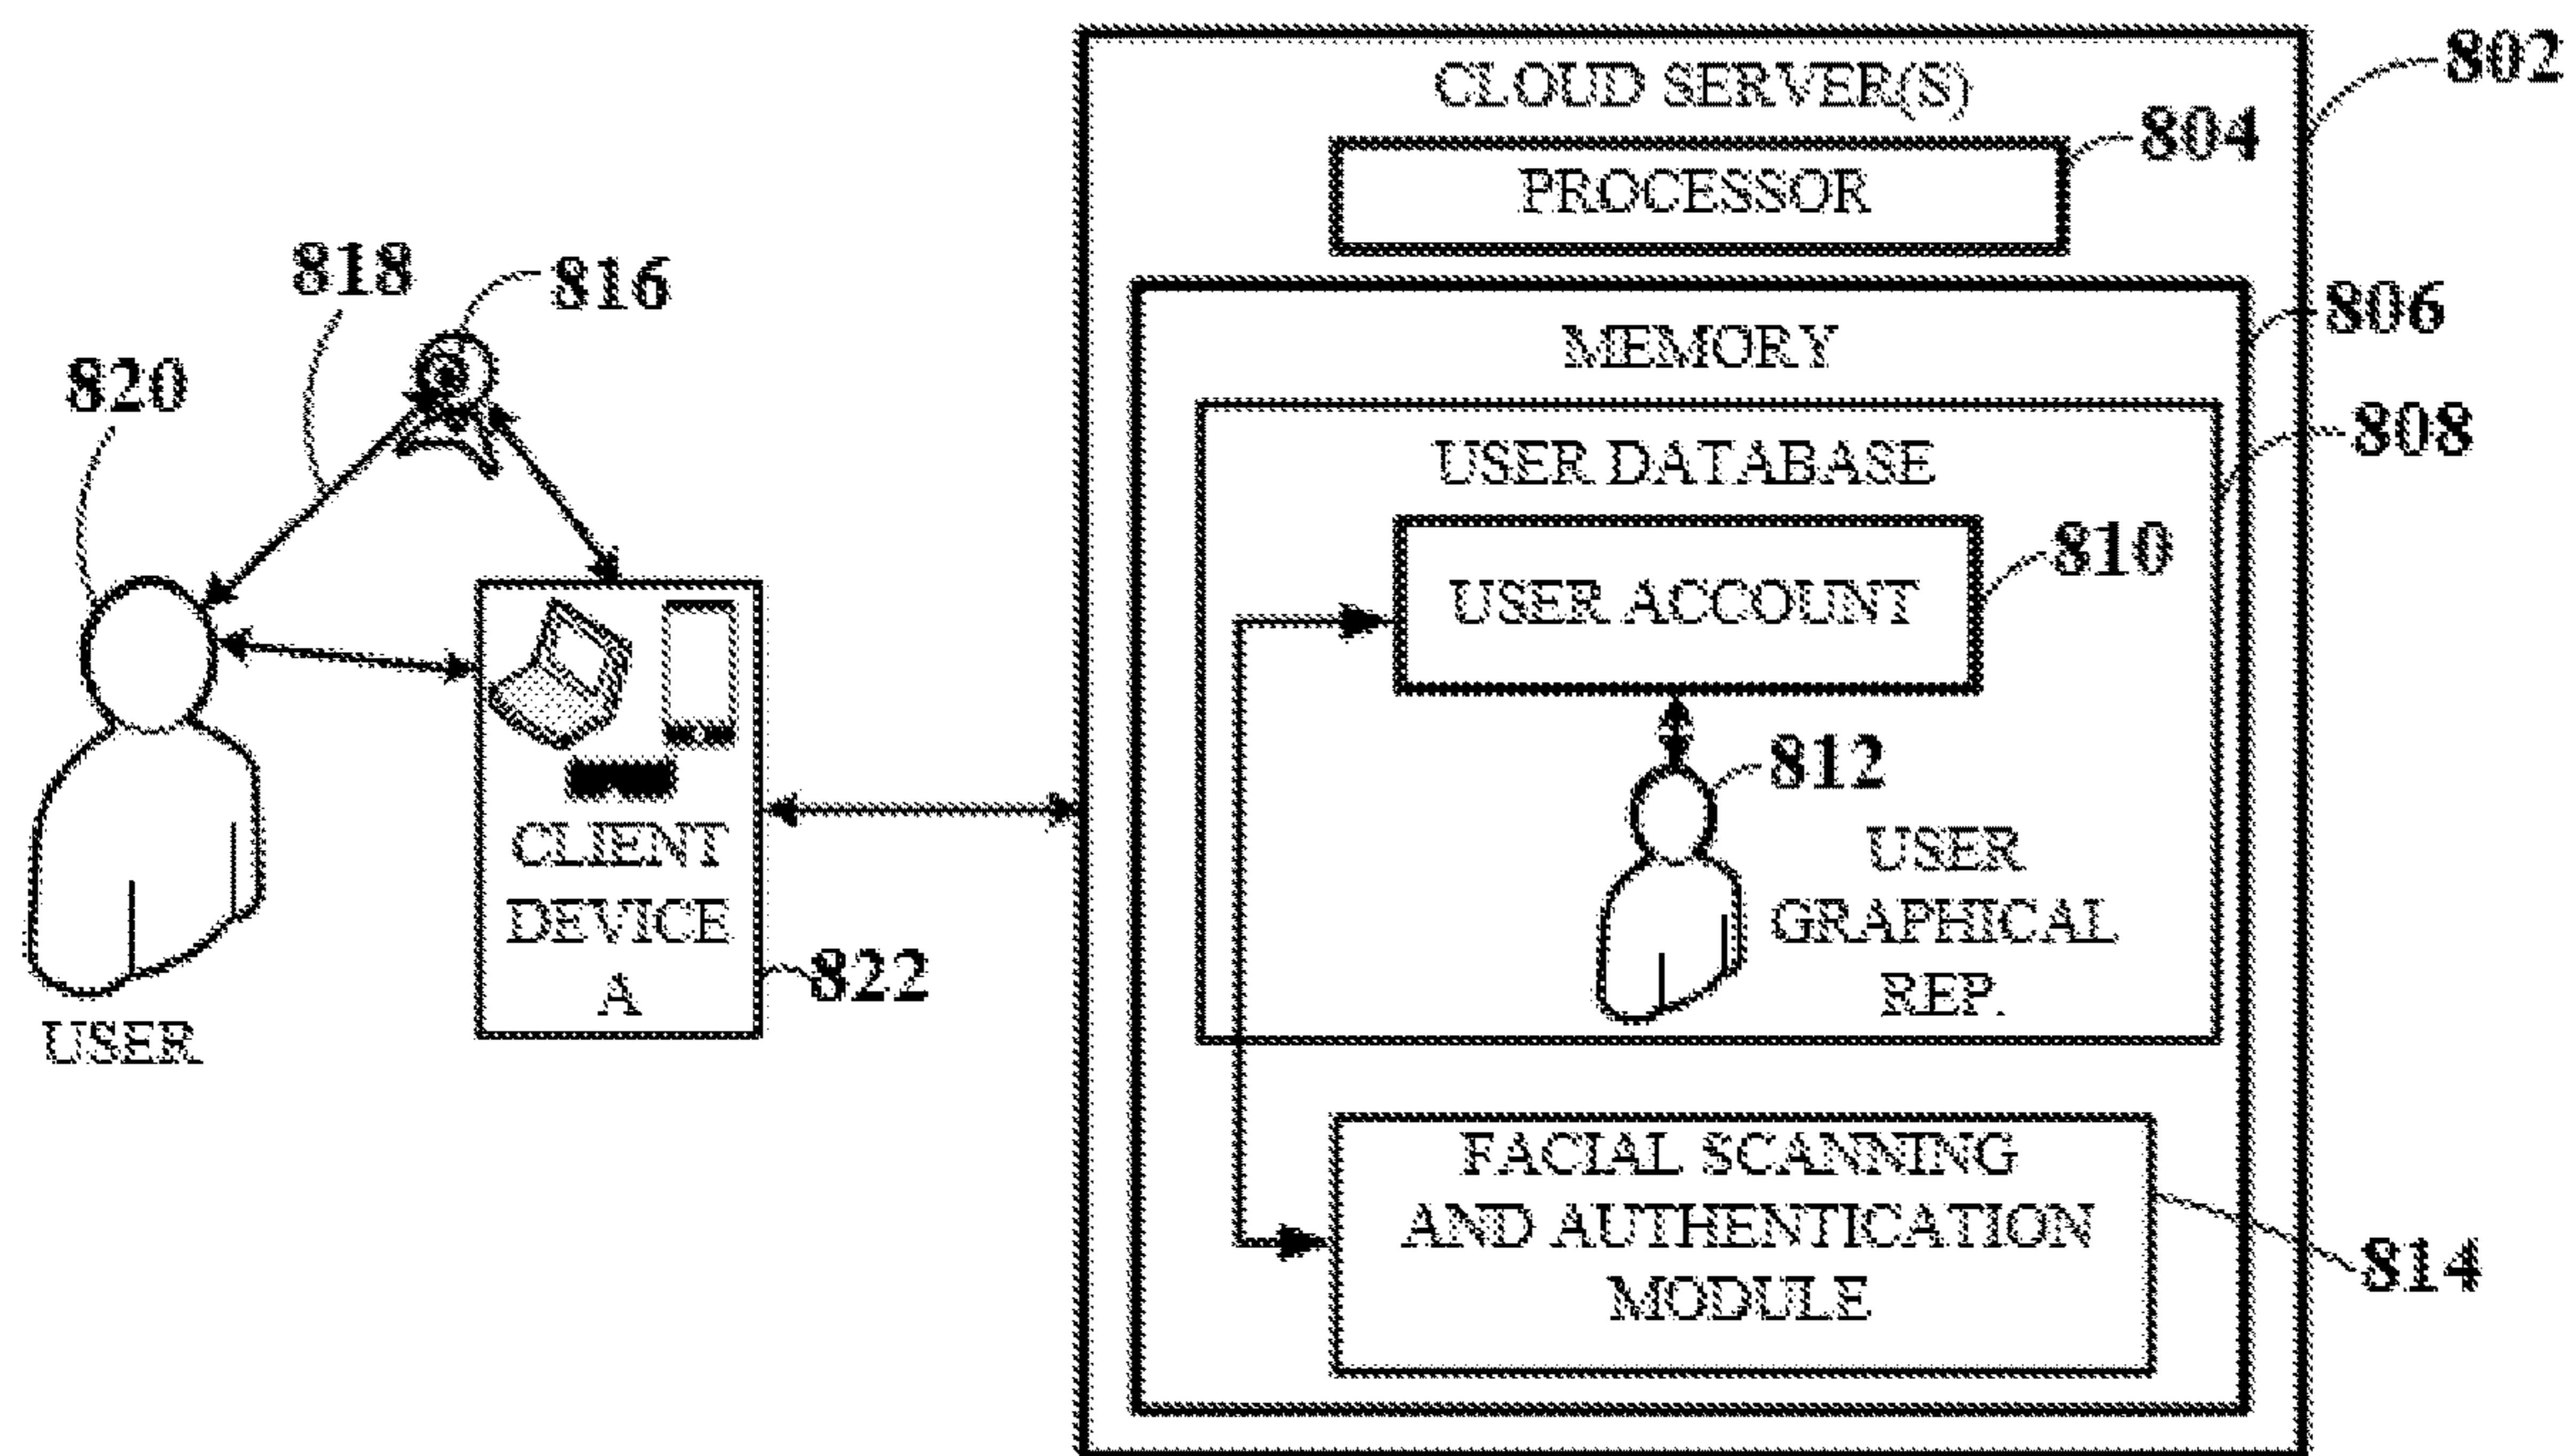 CLOUD SERVER(S)
802
PROCESSOR
804
818
816
820
MEMORY
806
USER DATABASE
808
USER ACCOUNT
810
812
USER
GRAPHICAL
REP.
CLIENT
DEVICE
A
822
USER
FACIAL SCANNING
AND AUTHENTICATION
MODULE
814